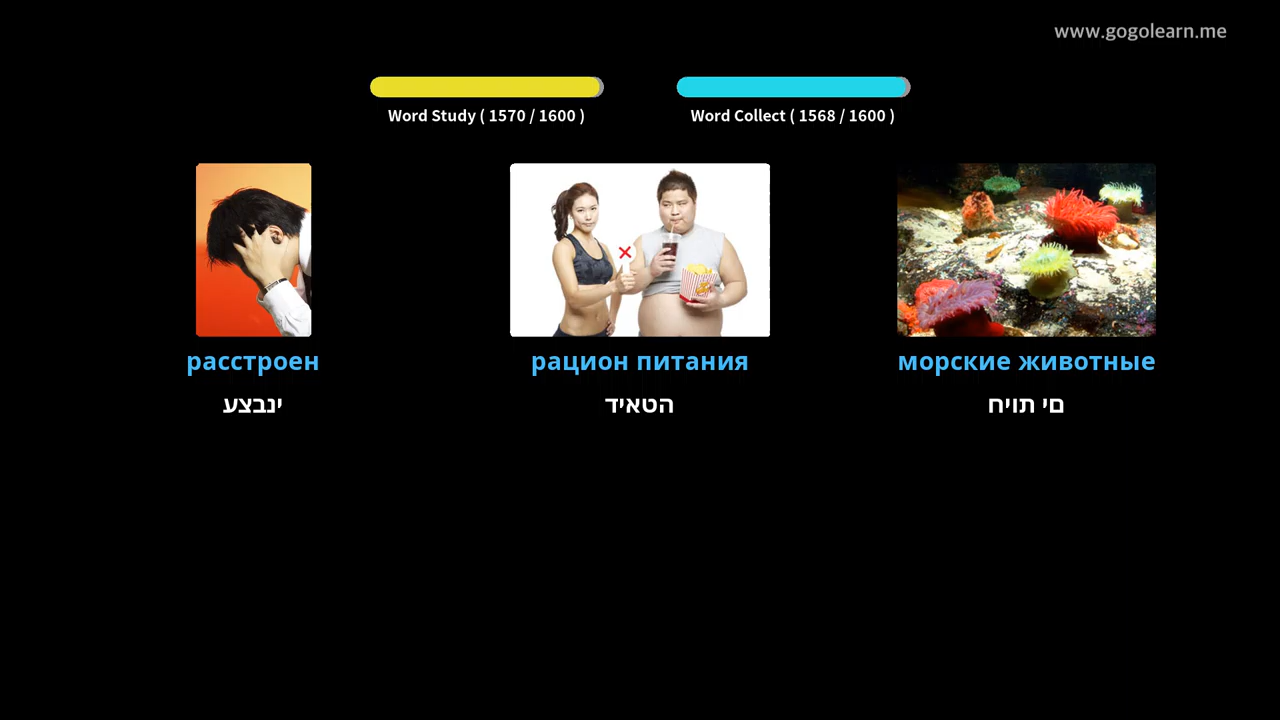 www.gogolearn.me
Word Study ( 1570 / 1600 )
Word Collect ( 1568 / 1600 )
расстроен
рацион питания
морские животные
ינבצע
הטאיד
םי תויח